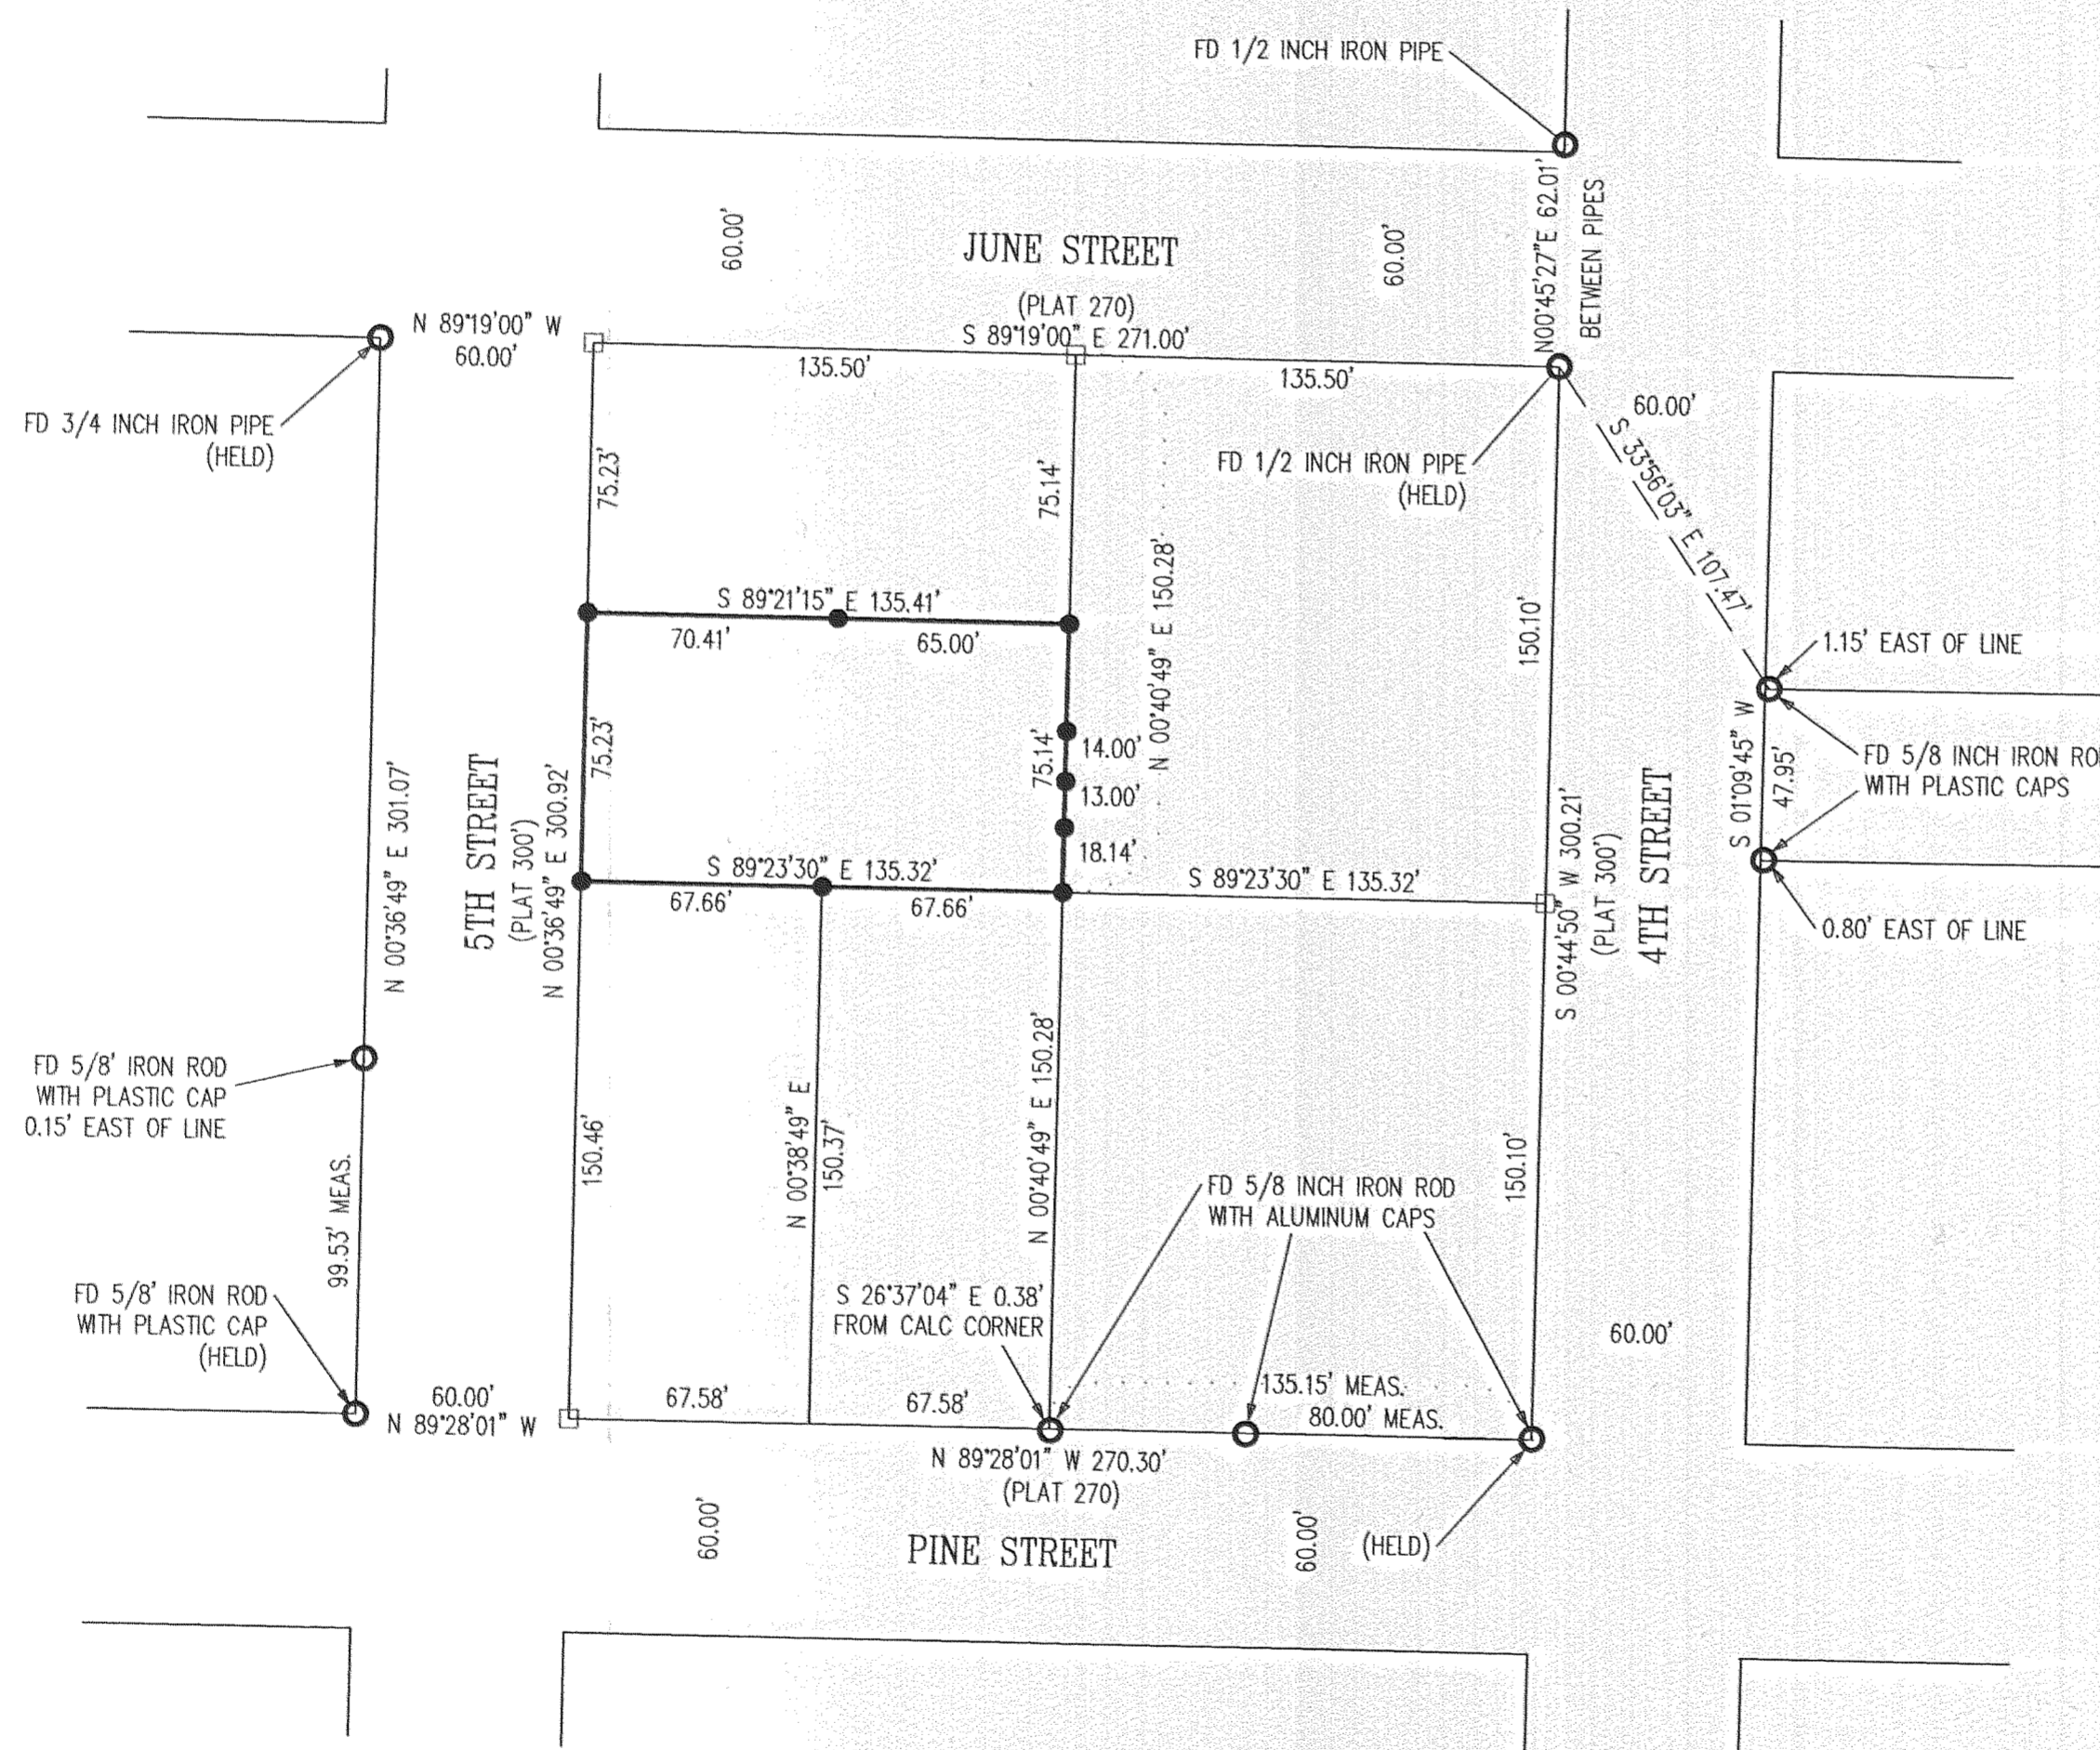 FD 1/2 INCH IRON PIPE
60.00'
JUNE STREET
(PLAT 270)
S 89°19'00" E 271.00'
60.00'
N00°45'27"E 62.01'
BETWEEN PIPES
N 89°19'00" W
60.00'
135.50'
135.50'
FD 3/4 INCH IRON PIPE
(HELD)
75.23'
75.14'
FD 1/2 INCH IRON PIPE
(HELD)
60.00'
S 33°56'03" E 107.47'
S 89°21'15" E 135.41'
70.41'
65.00'
N 00°40'49" E 150.28'
150.10'
1.15' EAST OF LINE
75.23'
75.14'
14.00'
13.00'
18.14'
S 01°09'45" W
47.95'
FD 5/8 INCH IRON RO
WITH PLASTIC CAPS
0.80' EAST OF LINE
N 00°36'49" E 301.07'
5TH STREET
(PLAT 300')
N 00°36'49" E 300.92'
S 89°23'30" E 135.32'
67.66'
67.66'
S 89°23'30" E 135.32'
S 00°44'50" W 300.21'
(PLAT 300')
4TH STREET
FD 5/8' IRON ROD
WITH PLASTIC CAP
0.15' EAST OF LINE
99.53' MEAS.
150.46'
N 00°38'49" E
150.37'
N 00°40'49" E 150.28'
150.10'
FD 5/8 INCH IRON ROD
WITH ALUMINUM CAPS
FD 5/8' IRON ROD
WITH PLASTIC CAP
(HELD)
S 26°37'04" E 0.38'
FROM CALC CORNER
60.00'
60.00'
N 89°28'01" W
67.58'
67.58'
135.15' MEAS.
80.00' MEAS.
N 89°28'01" W 270.30'
(PLAT 270)
60.00'
PINE STREET
60.00'
(HELD)